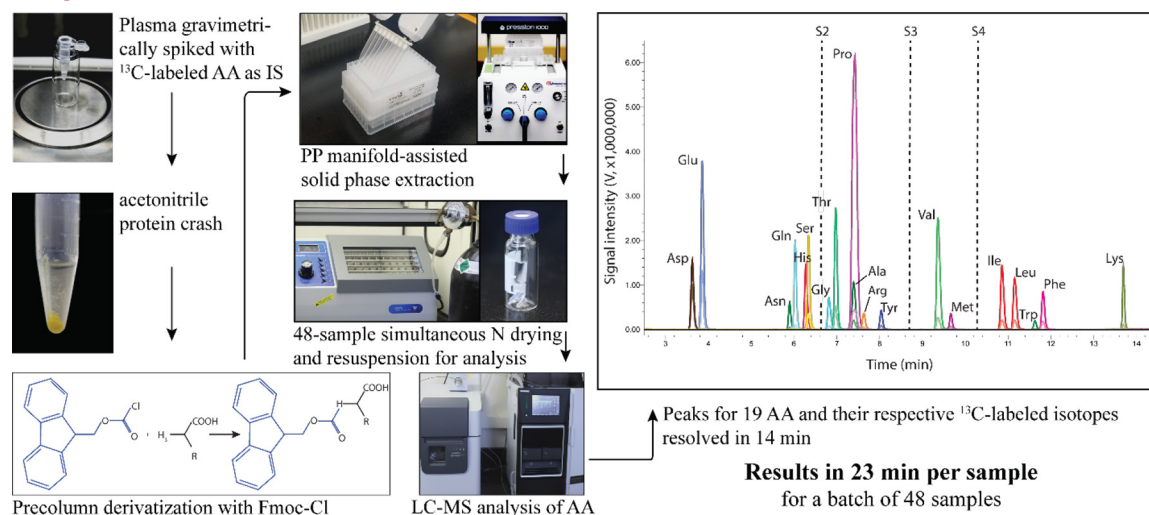 Plasma gravimetri-
cally spiked with
¹³C-labeled AA as IS
acetonitrile
protein crash
Cl
O
O
H₃
COOH
R
H
COOH
R
O
O
Precolumn derivatization with Fmoc-Cl
presston 1000
PP manifold-assisted
solid phase extraction
48-sample simultaneous N drying
and resuspension for analysis
LC-MS analysis of AA
S2
S3
S4
Signal intensity (V, x1,000,000)
6.00
5.00
4.00
3.00
2.00
1.00
0.00
Asp
Glu
Asn
Gln
His
Ser
Gly
Thr
Pro
Ala
Arg
Tyr
Val
Met
Ile
Leu
Trp
Phe
Lys
3 4 5 6 7 8 9 10 11 12 13 14
Time (min)
Peaks for 19 AA and their respective ¹³C-labeled isotopes
resolved in 14 min
Results in 23 min per sample
for a batch of 48 samples